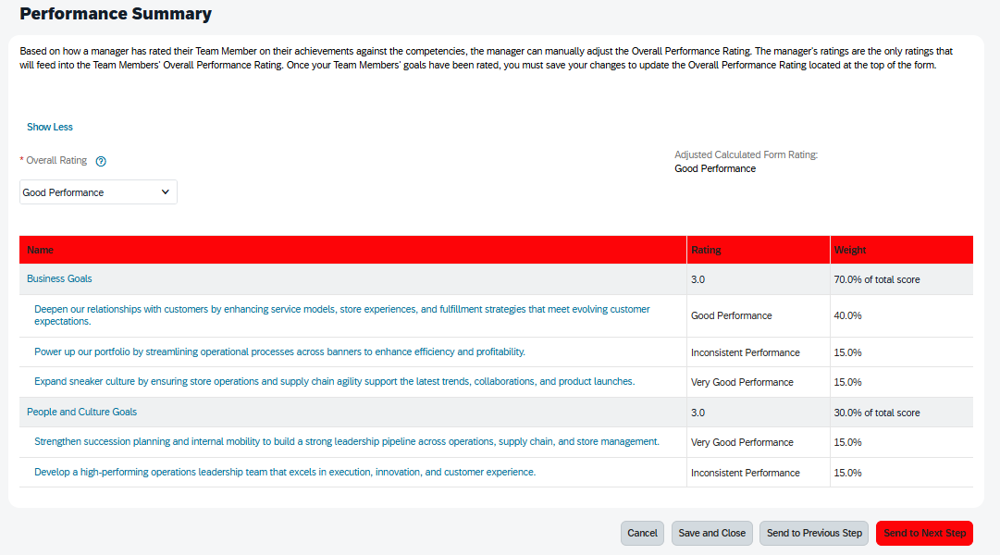 Performance Summary
Based on how a manager has rated their Team Member on their achievements against the competencies, the manager can manually adjust the Overall Performance Rating. The manager's ratings are the only ratings that
will feed into the Team Members' Overall Performance Rating. Once your Team Members' goals have been rated, you must save your changes to update the Overall Performance Rating located at the top of the form.
Show Less
* Overall Rating
Adjusted Calculated Form Rating:
Good Performance
Good Performance
Name Rating Weight
Business Goals 3.0 70.0% of total score
Deepen our relationships with customers by enhancing service models, store experiences, and fulfillment strategies that meet evolving customer
expectations.
Good Performance 40.0%
Power up our portfolio by streamlining operational processes across banners to enhance efficiency and profitability. Inconsistent Performance 15.0%
Expand sneaker culture by ensuring store operations and supply chain agility support the latest trends, collaborations, and product launches. Very Good Performance 15.0%
People and Culture Goals 3.0 30.0% of total score
Strengthen succession planning and internal mobility to build a strong leadership pipeline across operations, supply chain, and store management. Very Good Performance 15.0%
Develop a high-performing operations leadership team that excels in execution, innovation, and customer experience. Inconsistent Performance 15.0%
Cancel Save and Close Send to Previous Step Send to Next Step